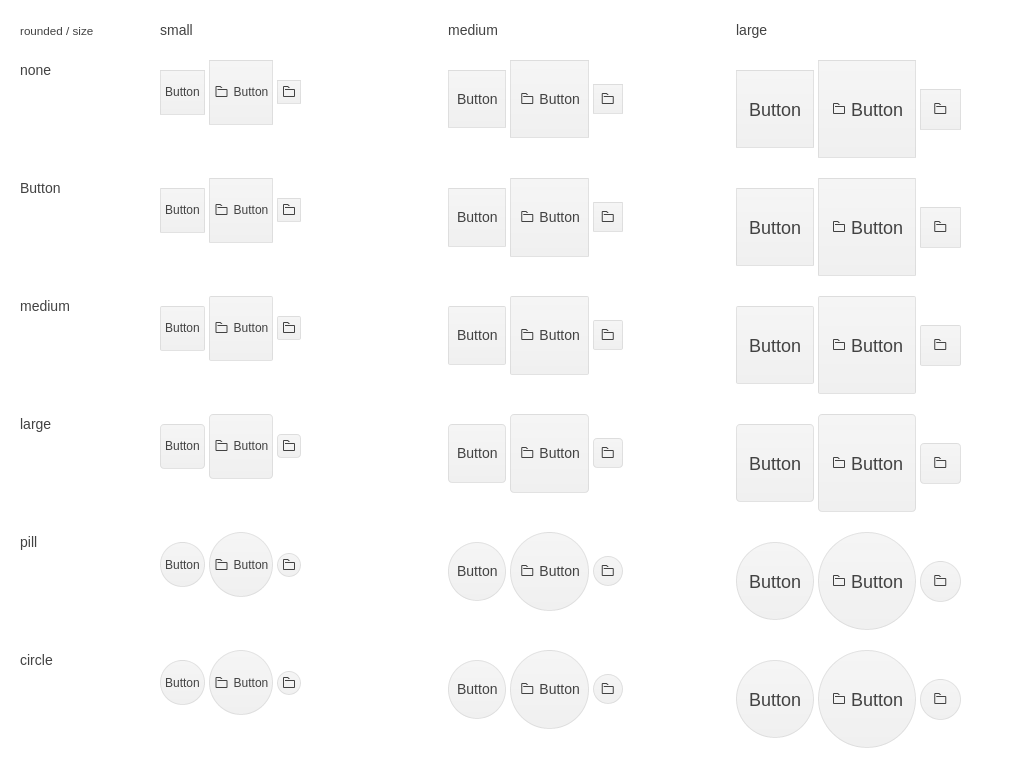 rounded / size small medium large
none Button Button Button Button Button Button
Button Button Button Button Button Button Button
medium Button Button Button Button Button Button
large Button Button Button Button Button Button
pill Button Button Button Button Button Button
circle Button Button Button Button Button Button